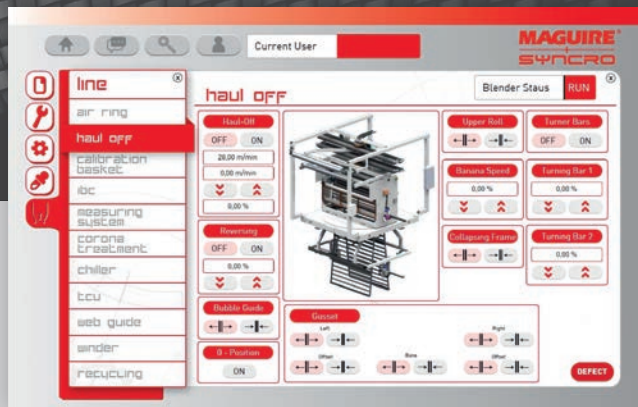 Current User
MAGUIRE®
SYNCRO
line
air ring
haul off
calibration
basket
ibc
measuring
system
corona
treatment
chiller
tcu
web guide
winder
recycling
haul off
Blender Staus
RUN
Haul-Off
OFF ON
28,00 m/min
0,00 m/min
0,00 %
Reversing
OFF ON
0,00 %
Bubble Guide
0 - Position
ON
Upper Roll
Turner Bars
OFF ON
Banana Speed
0,00 %
Turning Bar 1
0,00 %
Collapsing Frame
Turning Bar 2
0,00 %
Gusset
Left
Right
Offset
Bone
Offset
DEFECT